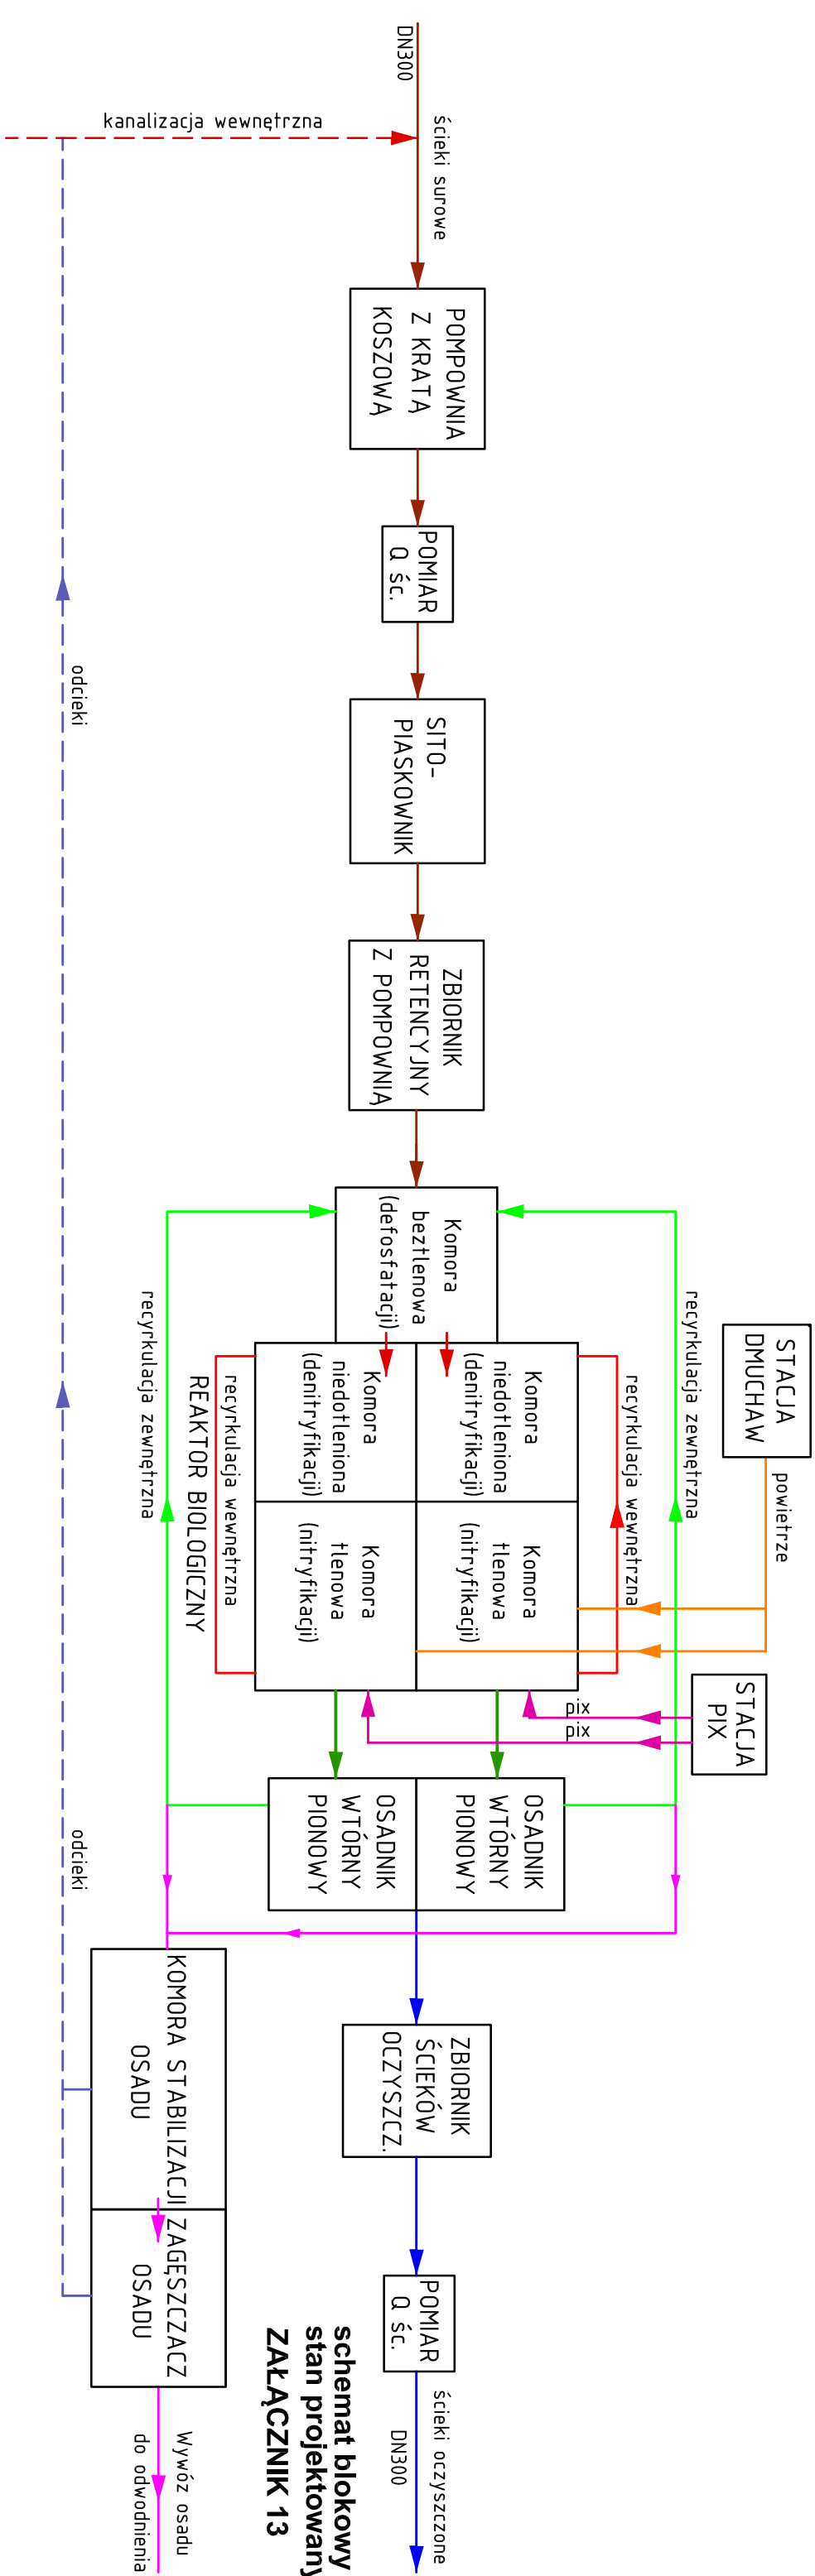 DN300
ścieki surowe
kanalizacja wewnętrzna
POMPOWNIA
Z KRATĄ
KOSZOWĄ
POMIAR
Q śc.
SITO-
PIASKOWNIK
ZBIORNIK
RETENCYJNY
Z POMPOWNIĄ
Komora
beztlenowa
(defosfatacji)
Komora
niedotleniona
(denitryfikacji)
Komora
tlenowa
(nitryfikacji)
Komora
niedotleniona
(denitryfikacji)
Komora
tlenowa
(nitryfikacji)
recyrkulacja wewnętrzna
recyrkulacja wewnętrzna
REAKTOR BIOLOGICZNY
recyrkulacja zewnętrzna
recyrkulacja zewnętrzna
STACJA
DMUCHAW
powietrze
STACJA
PIX
pix
pix
OSADNIK
WTÓRNY
PIONOWY
OSADNIK
WTÓRNY
PIONOWY
ZBIORNIK
ŚCIEKÓW
OCZYSZCZ.
POMIAR
Q śc.
ścieki oczyszczone
DN300
KOMORA STABILIZACJI
OSADU
ZAGĘSZCZACZ
OSADU
Wywóz osadu
do odwodnienia
odcieki
odcieki
schemat blokowy
stan projektowany
ZAŁĄCZNIK 13